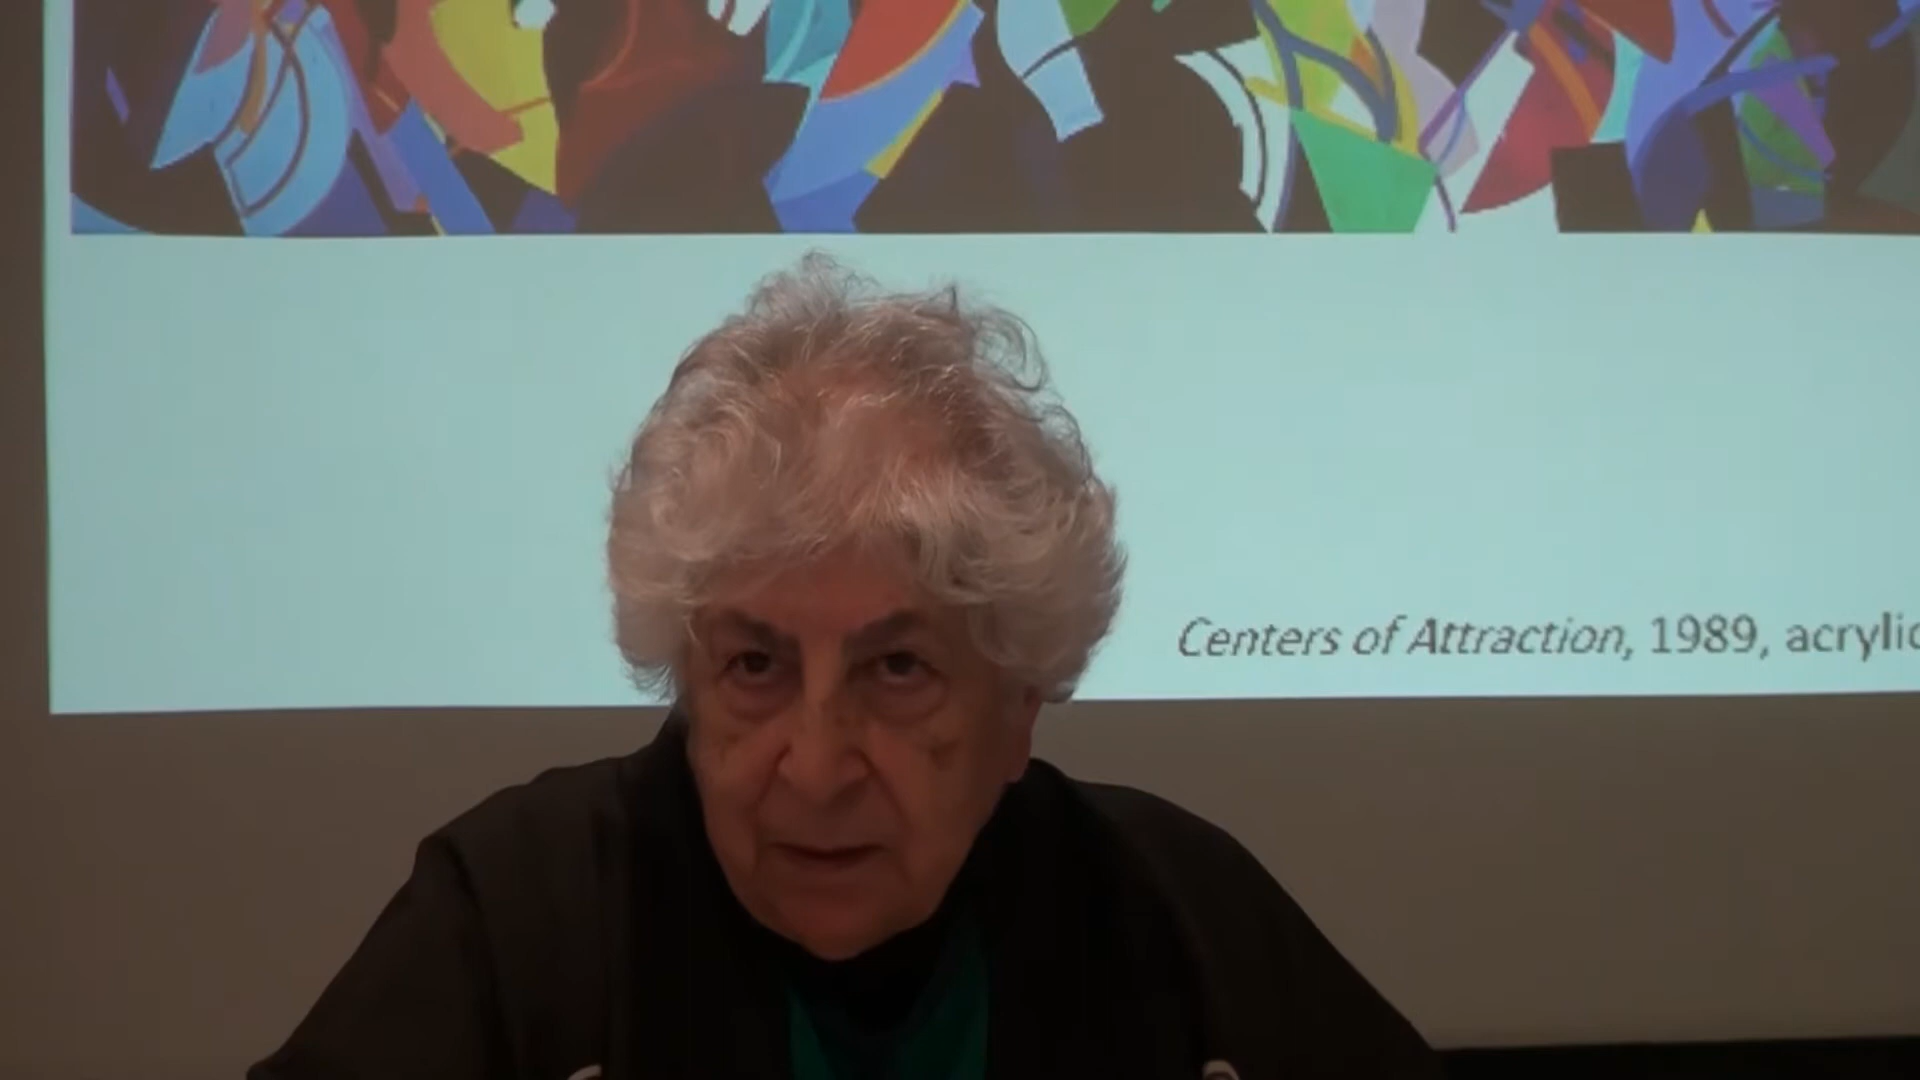 Centers of Attraction, 1989, acrylic